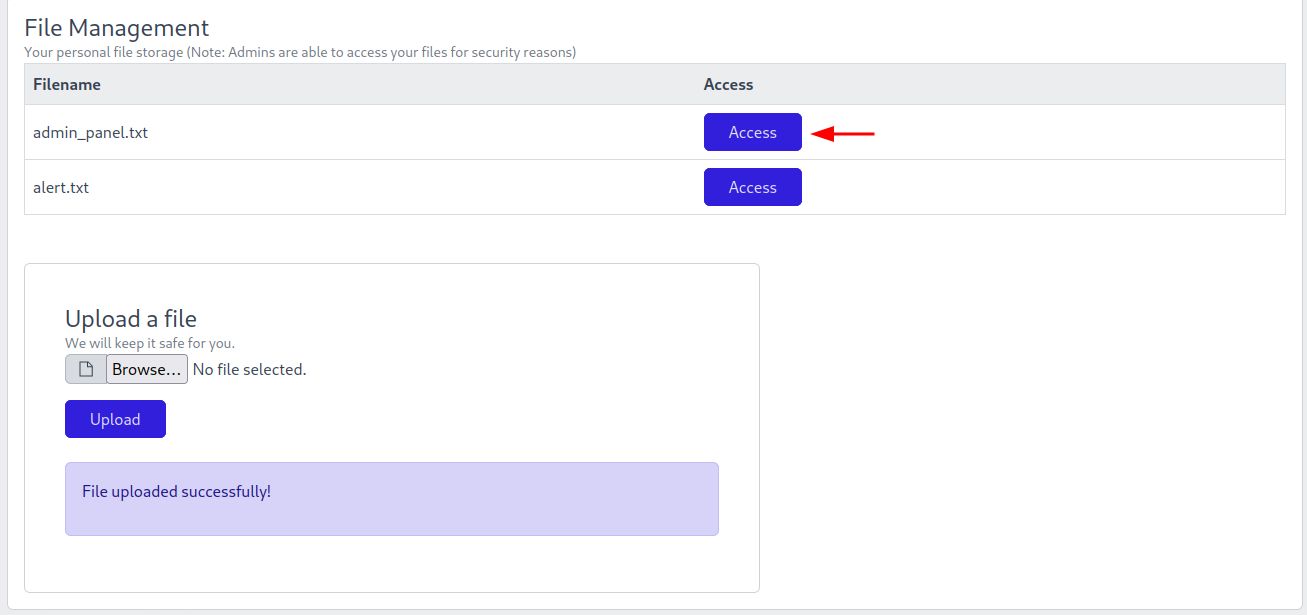 File Management
Your personal file storage (Note: Admins are able to access your files for security reasons)
Filename Access
admin_panel.txt Access
alert.txt Access
Upload a file
We will keep it safe for you.
Browse... No file selected.
Upload
File uploaded successfully!